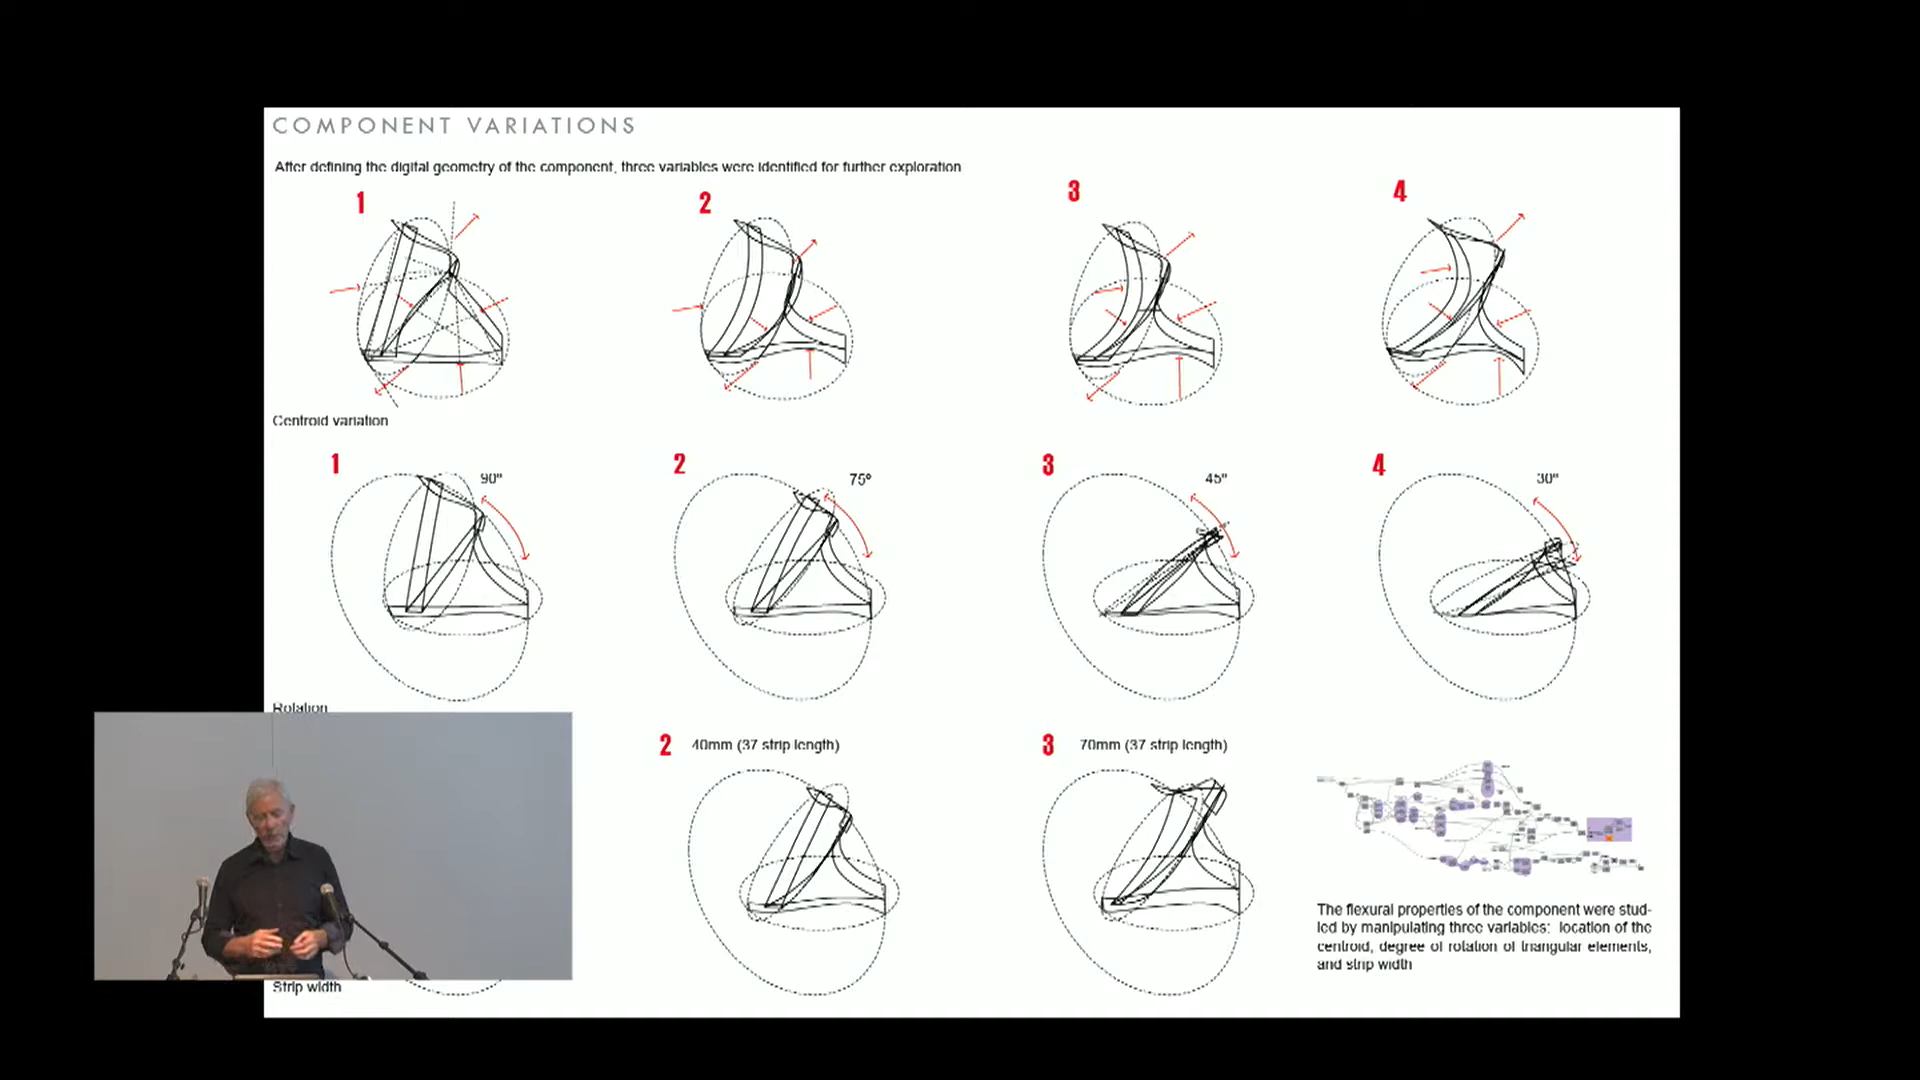 COMPONENT VARIATIONS
After defining the digital geometry of the component, three variables were identified for further exploration
1 2 3 4
Centroid variation
1 90° 2 75° 3 45° 4 30°
Rotation
2 40mm (37 strip length) 3 70mm (37 strip length)
The flexural properties of the component were stud-
ied by manipulating three variables: location of the
centroid, degree of rotation of triangular elements,
and strip width
Strip width